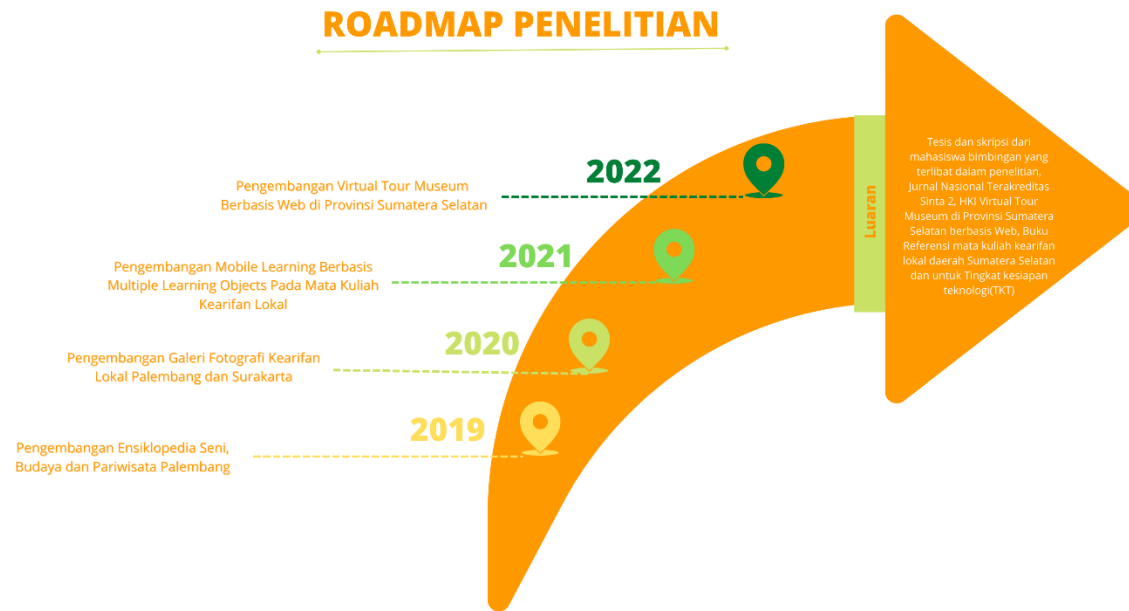 ROADMAP PENELITIAN
2022
Pengembangan Virtual Tour Museum
Berbasis Web di Provinsi Sumatera Selatan
2021
Pengembangan Mobile Learning Berbasis
Multiple Learning Objects Pada Mata Kuliah
Kearifan Lokal
2020
Pengembangan Galeri Fotografi Kearifan
Lokal Palembang dan Surakarta
2019
Pengembangan Ensiklopedia Seni,
Budaya dan Pariwisata Palembang
Luaran
Tesis dan skripsi dari
mahasiswa bimbingan yang
terlibat dalam penelitian,
Jurnal Nasional Terakreditas
Sinta 2, HKI Virtual Tour
Museum di Provinsi Sumatera
Selatan berbasis Web, Buku
Referensi mata kuliah kearifan
lokal daerah Sumatera Selatan
dan untuk Tingkat kesiapan
teknologi(TKT)